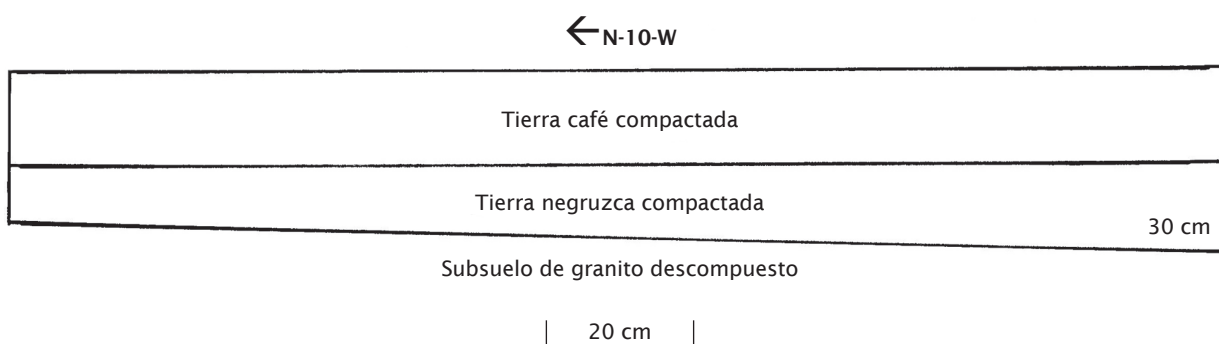 ←N-10-W
Tierra café compactada
Tierra negruzca compactada
30 cm
Subsuelo de granito descompuesto
20 cm